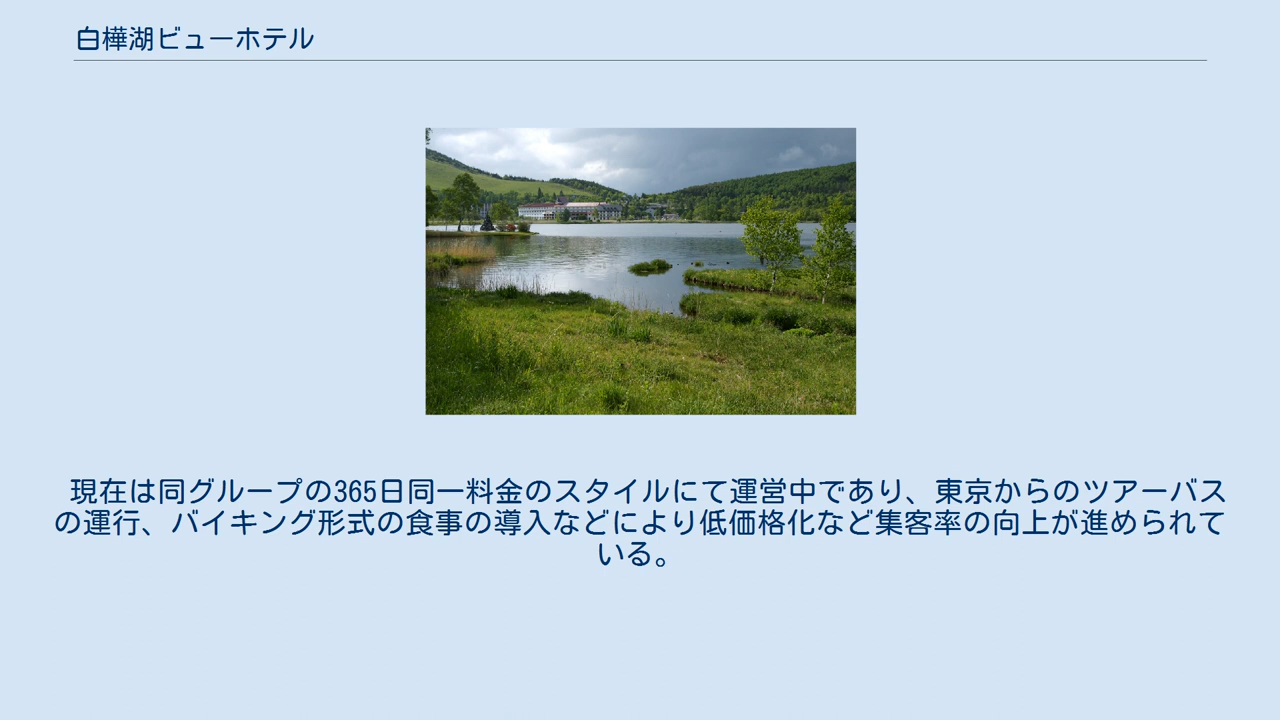 白樺湖ビューホテル
現在は同グループの365日同一料金のスタイルにて運営中であり、東京からのツアーバス
の運行、バイキング形式の食事の導入などにより低価格化など集客率の向上が進められて
いる。